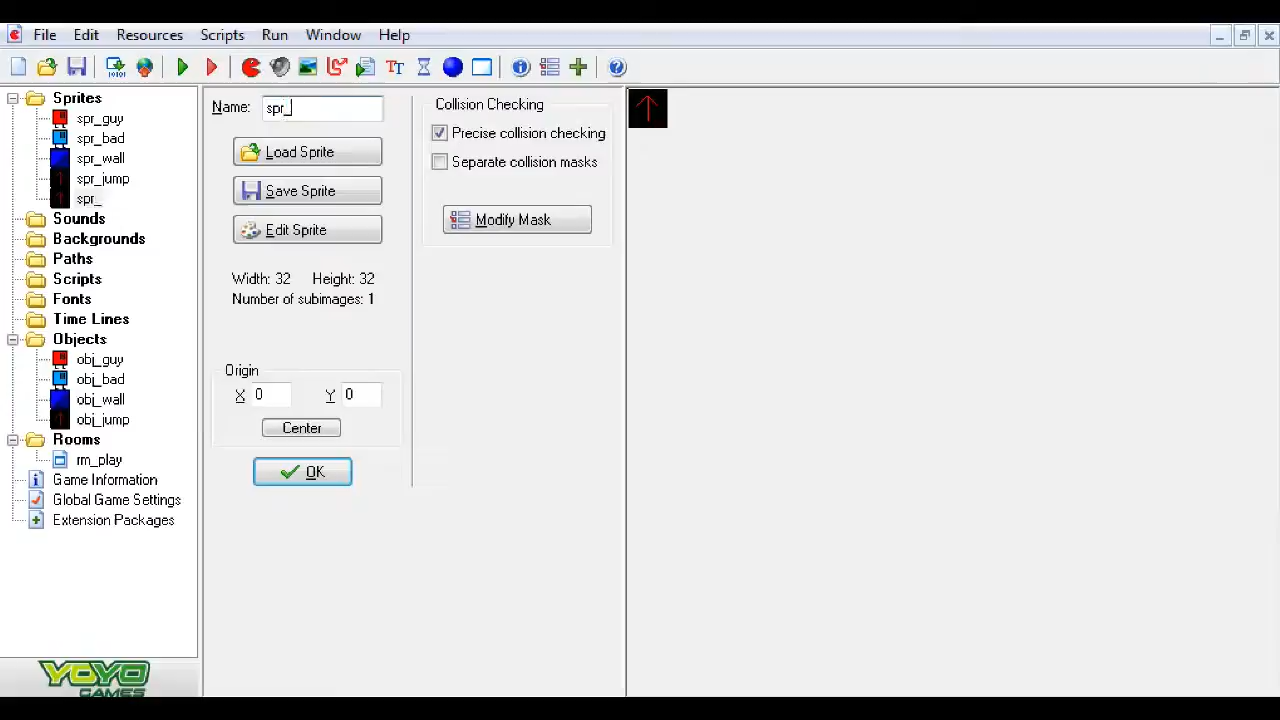 File Edit Resources Scripts Run Window Help
Sprites
spr_guy
spr_bad
spr_wall
spr_jump
spr_
Sounds
Backgrounds
Paths
Scripts
Fonts
Time Lines
Objects
obj_guy
obj_bad
obj_wall
obj_jump
Rooms
rm_play
Game Information
Global Game Settings
Extension Packages
YOYO
GAMES
Name: spr_
Load Sprite
Save Sprite
Edit Sprite
Width: 32 Height: 32
Number of subimages: 1
Origin
X 0 Y 0
Center
OK
Collision Checking
Precise collision checking
Separate collision masks
Modify Mask